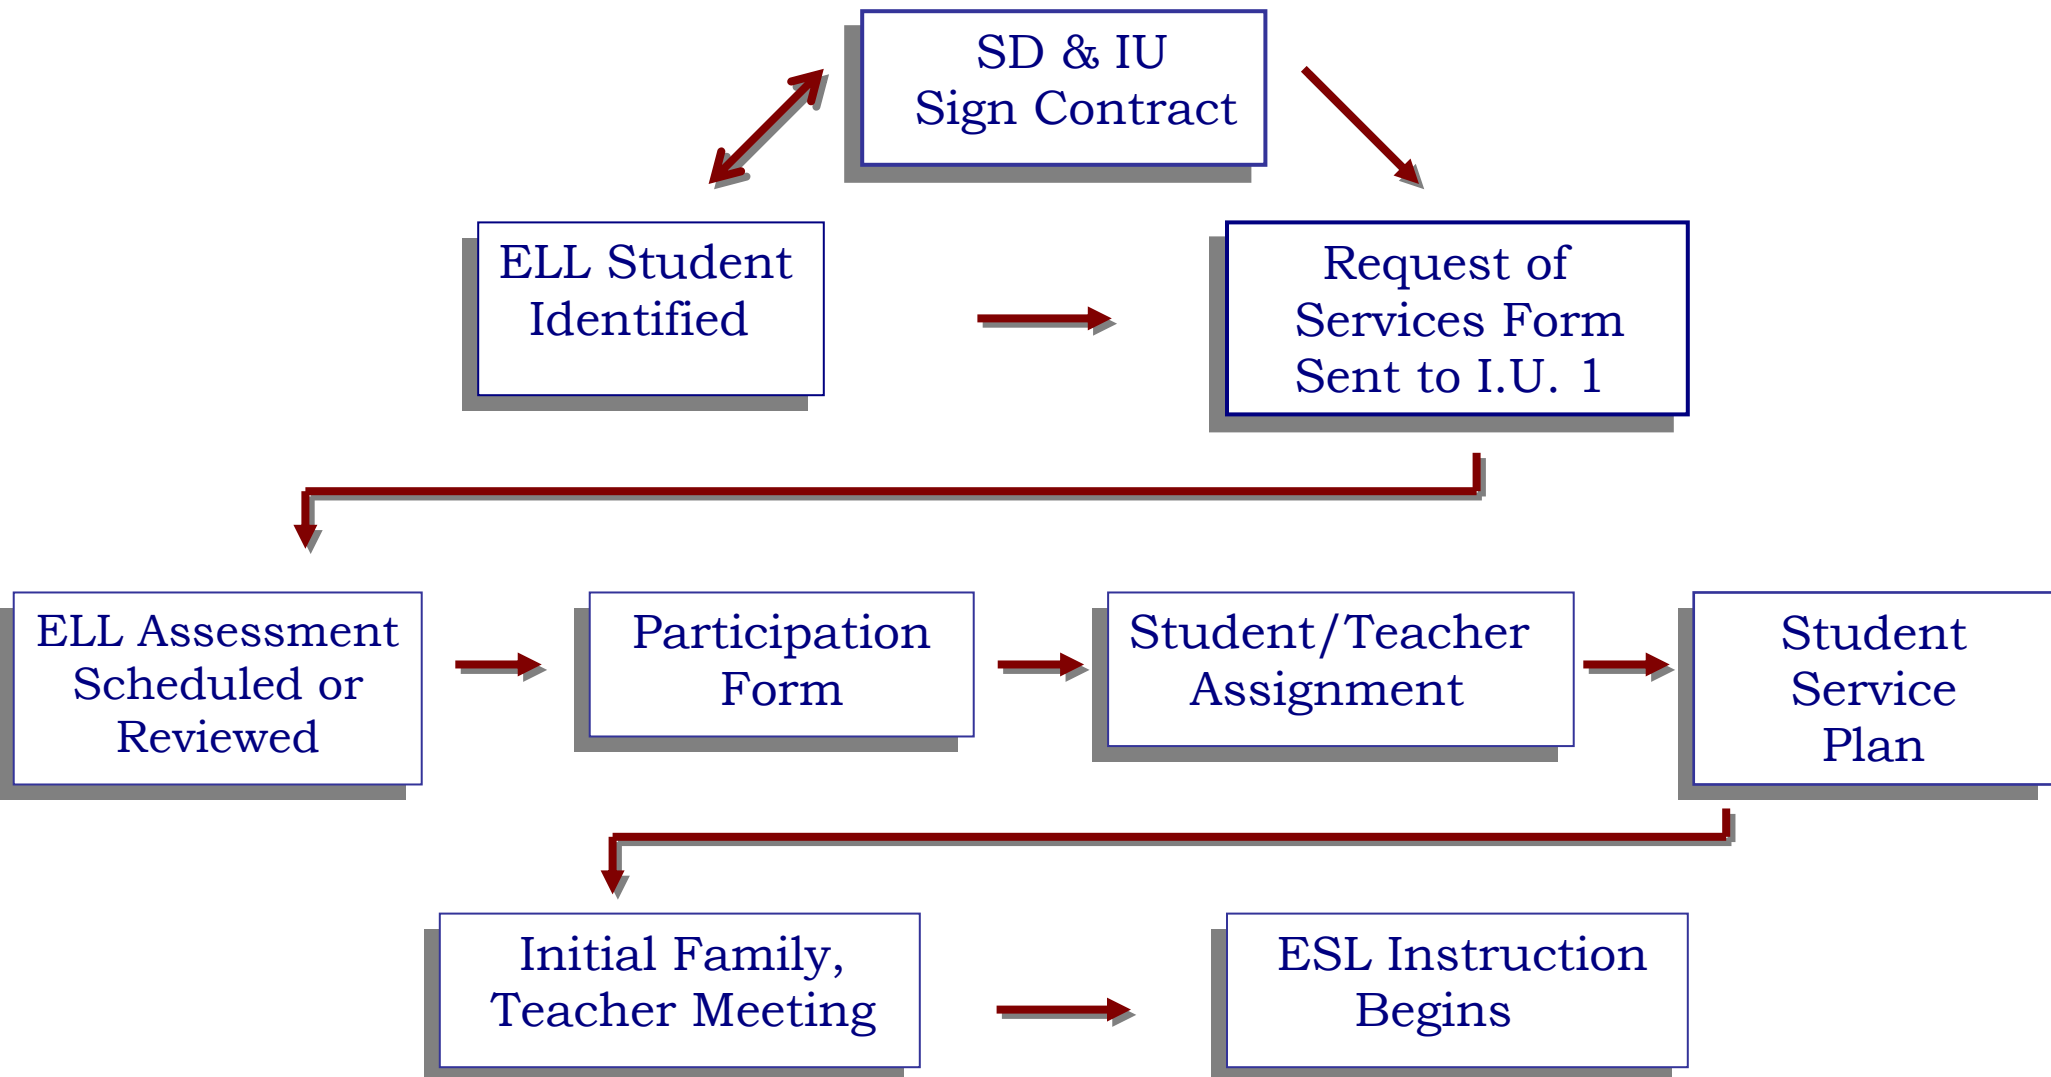 SD & IU
Sign Contract
ELL Student
Identified
Request of
Services Form
Sent to I.U. 1
ELL Assessment
Scheduled or
Reviewed
Participation
Form
Student/Teacher
Assignment
Student
Service
Plan
Initial Family,
Teacher Meeting
ESL Instruction
Begins